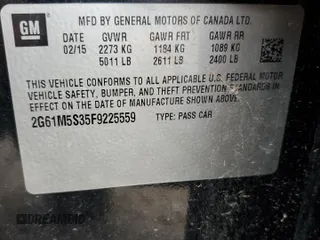 GM
MFD BY GENERAL MOTORS OF CANADA LTD.
DATE GVWR GAWR FRT GAWR RR
02/15 2273 KG 1184 KG 1089 KG
5011 LB 2611 LB 2400 LB
THIS VEHICLE CONFORMS TO ALL APPLICABLE U.S. FEDERAL MOTOR
VEHICLE SAFETY, BUMPER, AND THEFT PREVENTION STANDARDS IN
EFFECT ON THE DATE OF MANUFACTURE SHOWN ABOVE.
2G61M5S35F9225559 TYPE: PASS CAR
DREAMBID